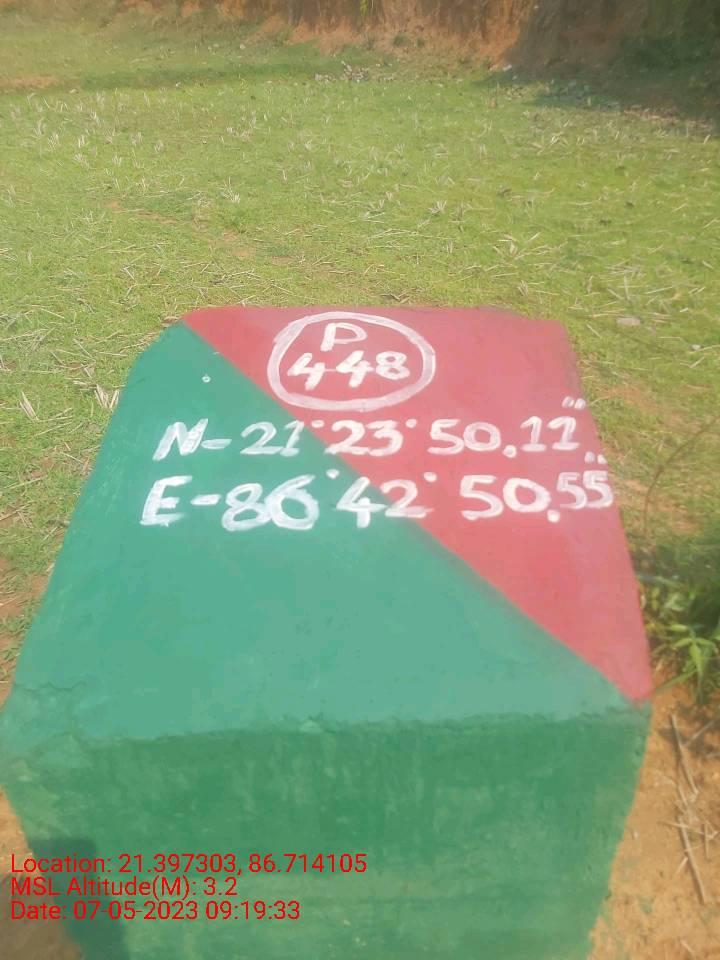 P
448
N-21°23°50.11"
E-86°42°50.55"
Location: 21.397303, 86.714105
MSL Altitude(M): 3.2
Date: 07-05-2023 09:19:33